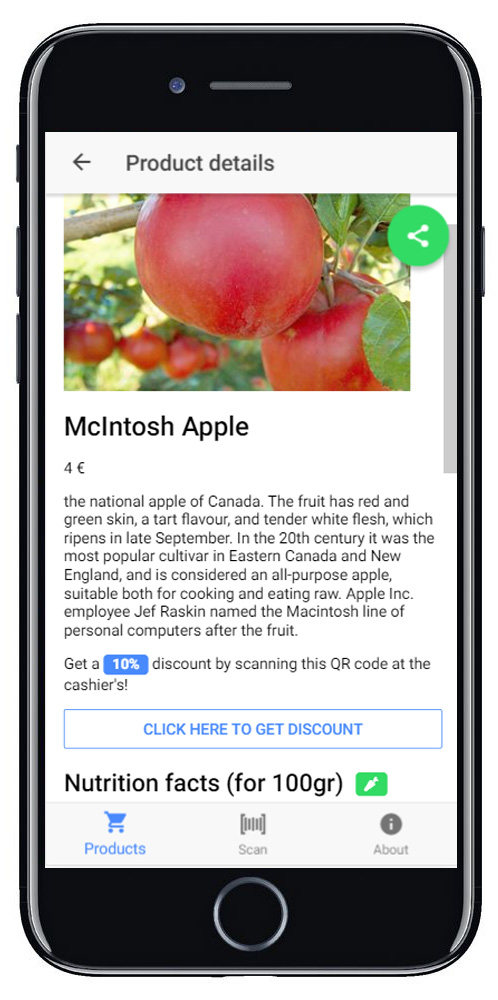 Product details
McIntosh Apple
4 €
the national apple of Canada. The fruit has red and
green skin, a tart flavour, and tender white flesh, which
ripens in late September. In the 20th century it was the
most popular cultivar in Eastern Canada and New
England, and is considered an all-purpose apple,
suitable both for cooking and eating raw. Apple Inc.
employee Jef Raskin named the Macintosh line of
personal computers after the fruit.
Get a 10% discount by scanning this QR code at the
cashier's!
CLICK HERE TO GET DISCOUNT
Nutrition facts (for 100gr)
Products Scan About